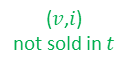 (v,i)
not sold in t